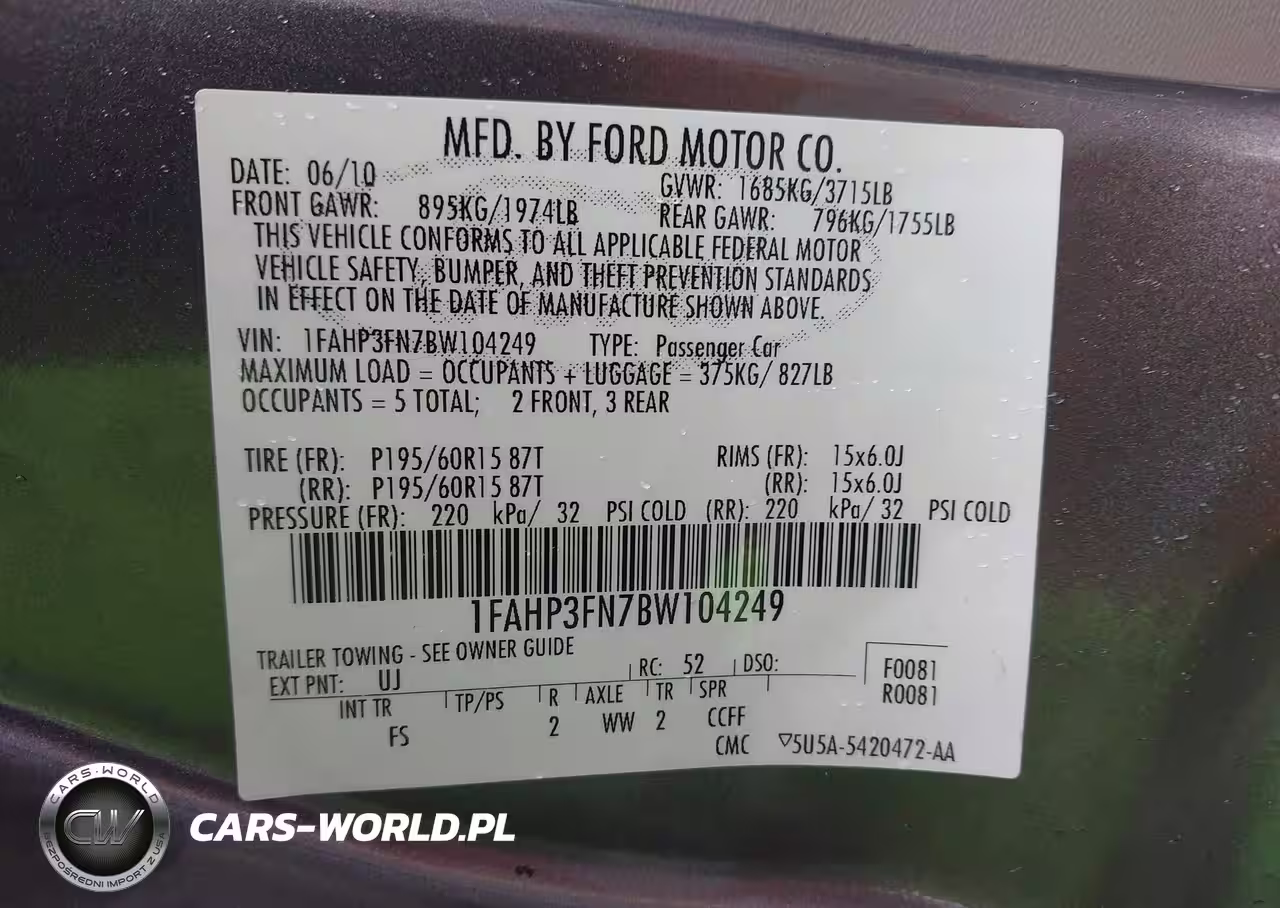 MFD. BY FORD MOTOR CO.
DATE: 06/10 GVWR: 1685KG/3715LB
FRONT GAWR: 895KG/1974LB REAR GAWR: 796KG/1755LB
THIS VEHICLE CONFORMS TO ALL APPLICABLE FEDERAL MOTOR
VEHICLE SAFETY, BUMPER, AND THEFT PREVENTION STANDARDS
IN EFFECT ON THE DATE OF MANUFACTURE SHOWN ABOVE.
VIN: 1FAHP3FN7BW104249 TYPE: Passenger Car
MAXIMUM LOAD = OCCUPANTS + LUGGAGE = 375KG/ 827LB
OCCUPANTS = 5 TOTAL; 2 FRONT, 3 REAR
TIRE (FR): P195/60R15 87T RIMS (FR): 15x6.0J
(RR): P195/60R15 87T (RR): 15x6.0J
PRESSURE (FR): 220 kPa/ 32 PSI COLD (RR): 220 kPa/ 32 PSI COLD
1FAHP3FN7BW104249
TRAILER TOWING - SEE OWNER GUIDE
EXT PNT: UJ RC: 52 DSO: F0081
INT TR TP/PS R AXLE TR SPR R0081
FS 2 WW 2 CCFF
CMC ▽5U5A-5420472-AA
CARS-WORLD
CW
BEZPOŚREDNI IMPORT Z USA
CARS-WORLD.PL